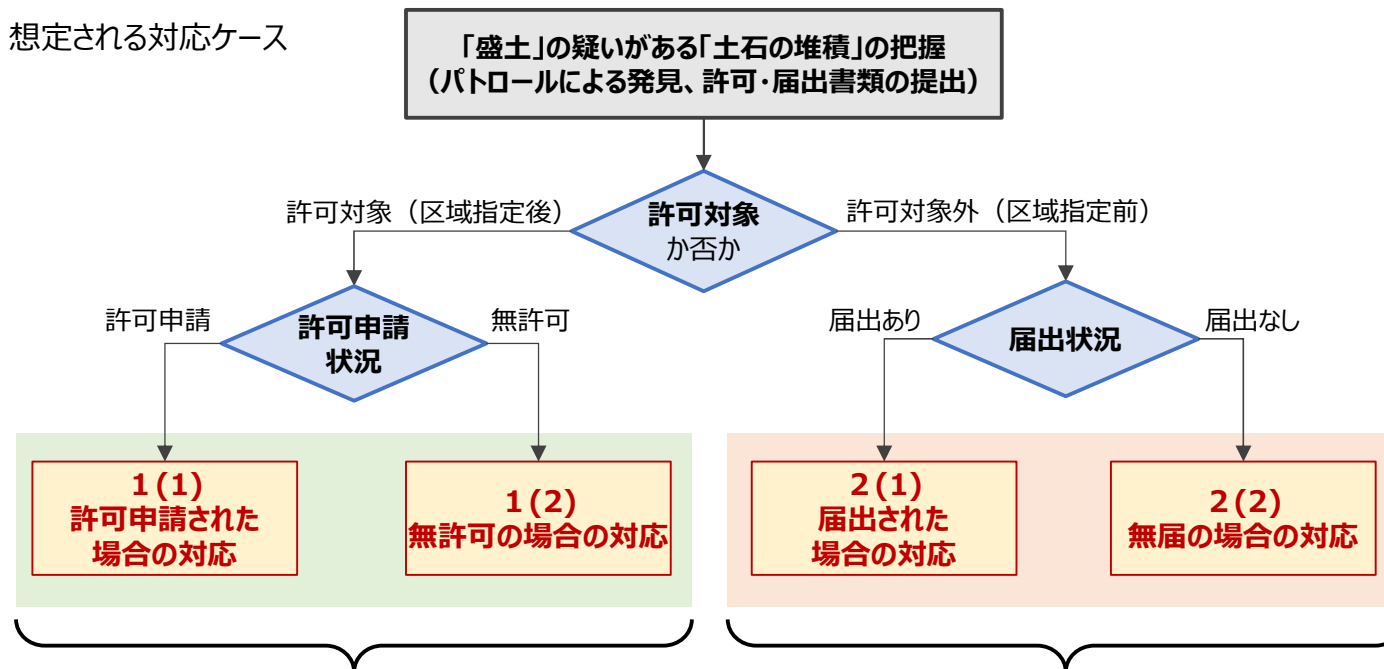 想定される対応ケース
「盛土」の疑いがある「土石の堆積」の把握
（パトロールによる発見、許可・届出書類の提出）
許可対象（区域指定後）
許可対象
か否か
許可対象外（区域指定前）
許可申請
許可申請
状況
無許可
届出あり
届出状況
届出なし
１(1)
許可申請された
場合の対応
１(2)
無許可の場合の対応
２(1)
届出された
場合の対応
２(2)
無届の場合の対応